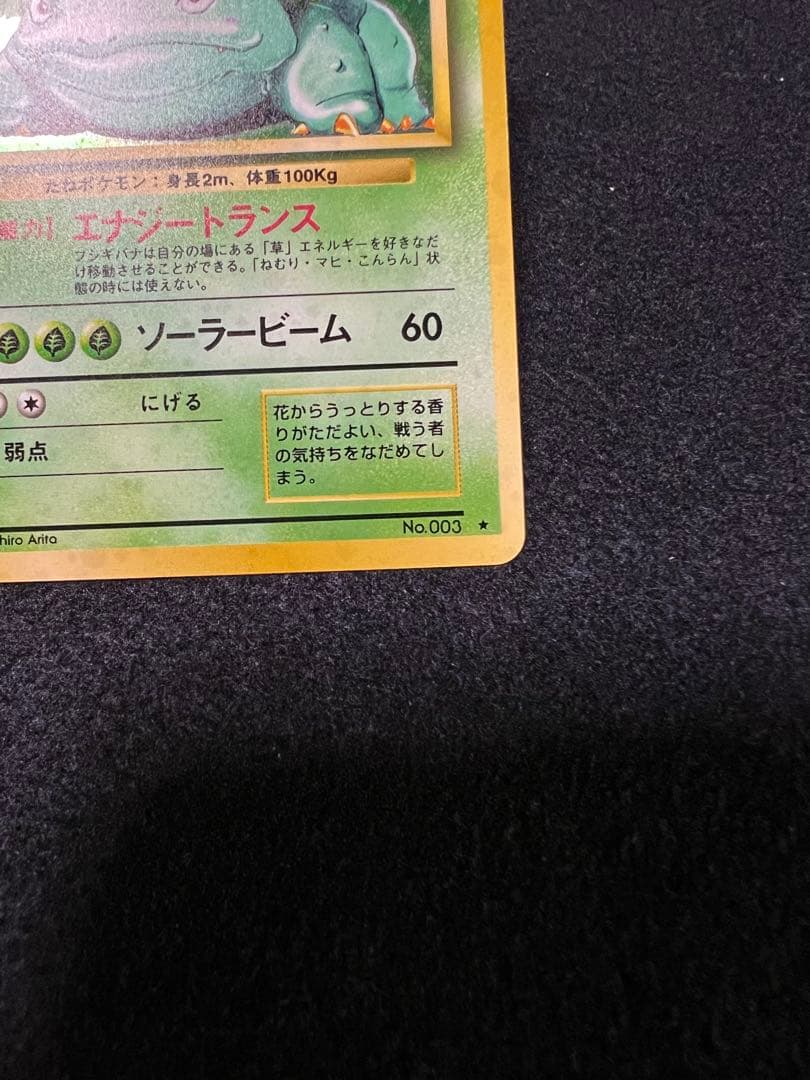 たねポケモン：身長2m、体重100Kg
能力！ エナジートランス
フシギバナは自分の場にある「草」エネルギーを好きなだ
け移動させることができる。「ねむり・マヒ・こんらん」状
態の時には使えない。
ソーラービーム 60
にげる
弱点
花からうっとりする香
りがただよい、戦う者
の気持ちをなだめてし
まう。
hiro Arita
No.003 ★